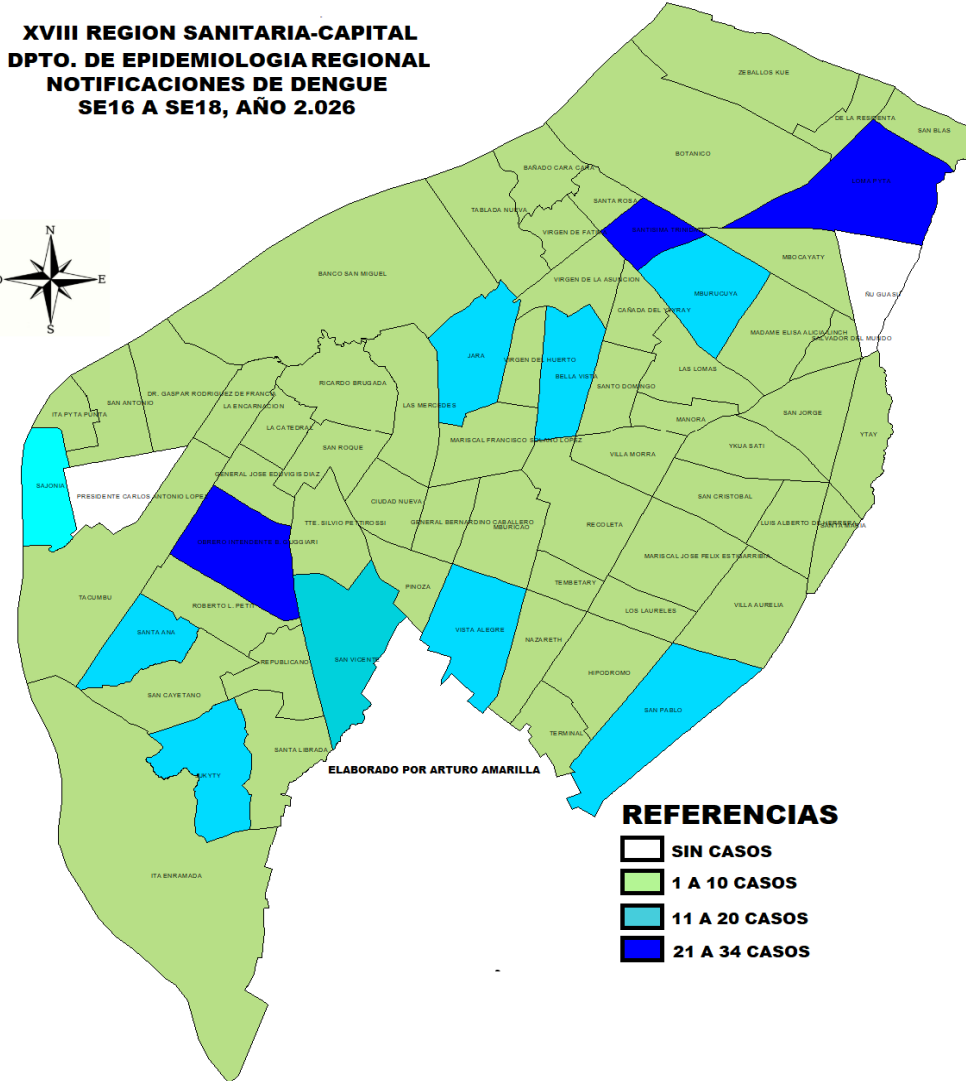 XVIII REGION SANITARIA-CAPITAL
DPTO. DE EPIDEMIOLOGIA REGIONAL
NOTIFICACIONES DE DENGUE
SE16 A SE18, AÑO 2.026
N
E
S
ZEBALLOS KUE
DE LA RESIDENTA
SAN BLAS
BOTANICO
BAÑADO CARA CARA
SANTA ROSA
TABLADA NUEVA
VIRGEN DE
MBOCAYATY
BANCO SAN MIGUEL
VIRGEN DE LA ASUNCION
MBURUCUYA
ÑU GUASU
CAÑADA DEL
MADAME ELISA ALICIA LINCH
SALVADOR DEL MUNDO
JARA
VIRGEN DEL HUERTO
BELLA VISTA
LAS LOMAS
RICARDO BRUGADA
SANTO DOMINGO
DR. GASPAR RODRIGUEZ DE FRANCIA
SAN ANTONIO
LA ENCARNACION
LAS MERCEDES
ITA PYTA PUNTA
SAN JORGE
MANORA
LA CATEDRAL
YTAY
MARISCAL FRANCISCO SOLANO LOPEZ
SAN ROQUE
YKUA SATI
VILLA MORRA
GENERAL JOSE EDUVIGIS DIAZ
SAJONIA
PRESIDENTE CARLOS ANTONIO LOPEZ
SAN CRISTOBAL
CIUDAD NUEVA
TTE. SILVIO PETTIROSSI
GENERAL BERNARDINO CABALLERO
MBURICAO
RECOLETA
LUIS ALBERTO DE HERRERA
SANTA MARIA
MARISCAL JOSE FELIX ESTIGARRIBIA
PINOZA
TEMBETARY
TACUMBU
ROBERTO L. PETIT
LOS LAURELES
VILLA AURELIA
SANTA ANA
VISTA ALEGRE
NAZARETH
REPUBLICANO
SAN VICENTE
HIPODROMO
SAN CAYETANO
SAN PABLO
TERMINAL
SANTA LIBRADA
ELABORADO POR ARTURO AMARILLA
ITA ENRAMADA
REFERENCIAS
SIN CASOS
1 A 10 CASOS
11 A 20 CASOS
21 A 34 CASOS